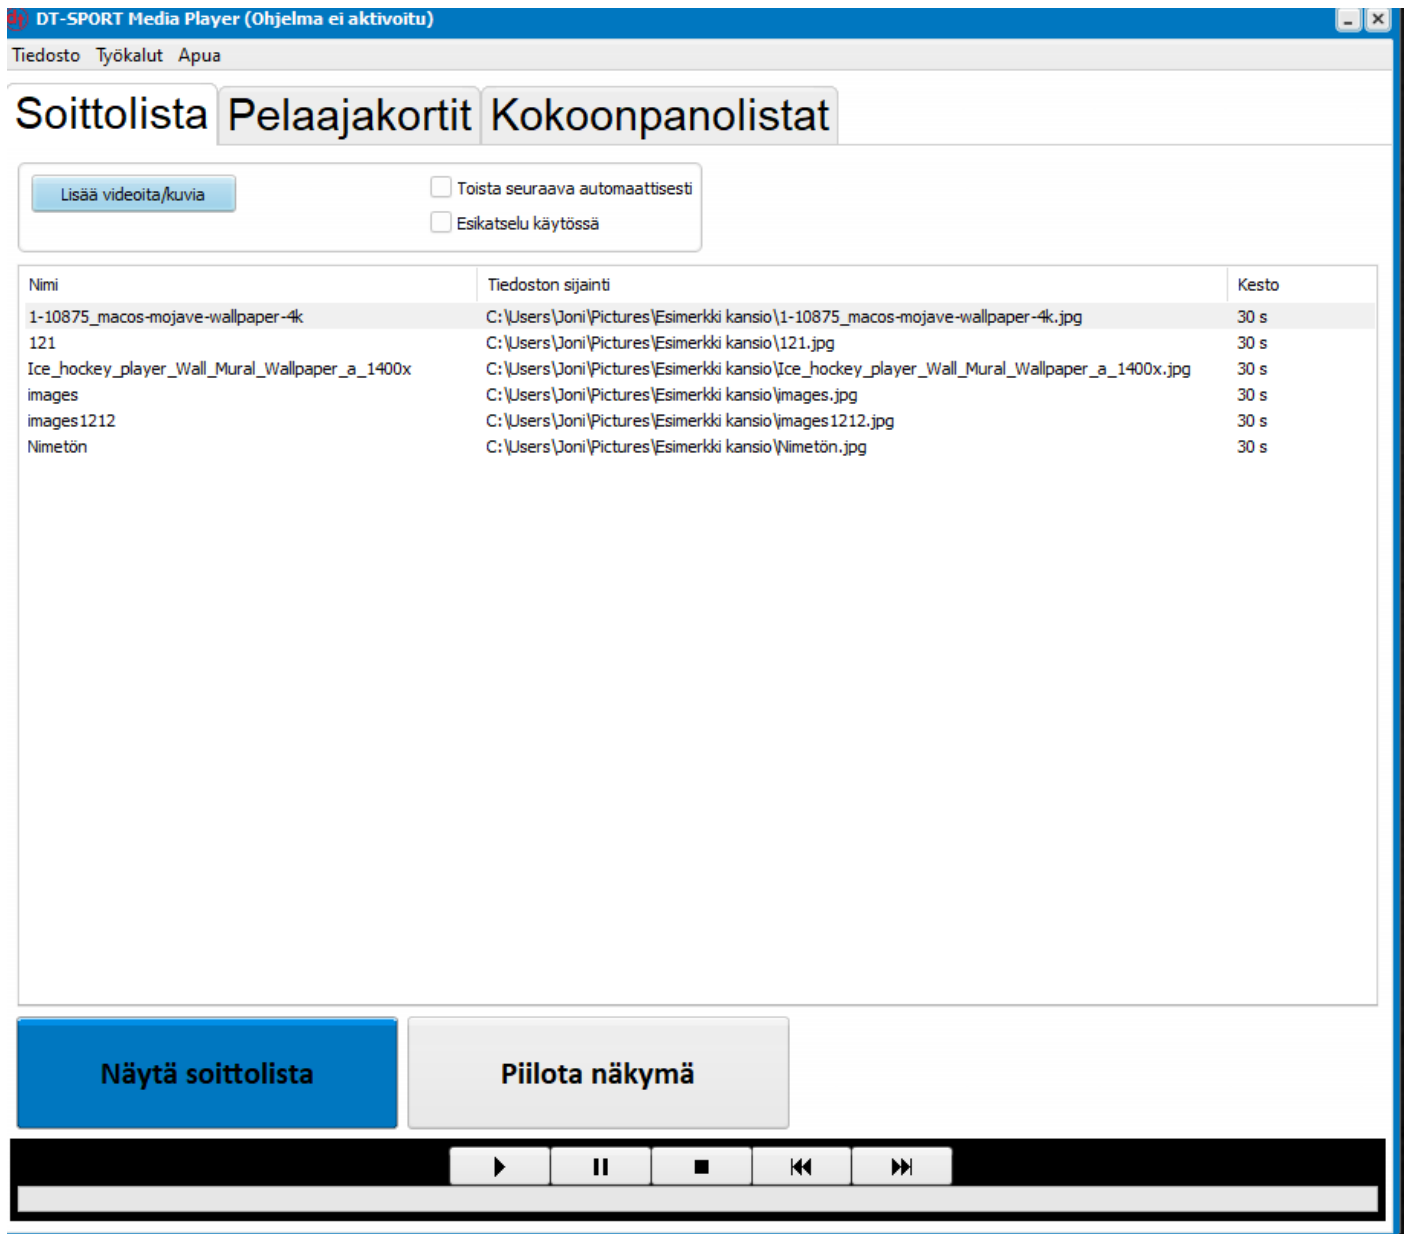 DT-SPORT Media Player (Ohjelma ei aktivoitu)
Tiedosto Työkalut Apua
Soittolista Pelaajakortit Kokoonpanolistat
Lisää videoita/kuvia
Toista seuraava automaattisesti
Esikatselu käytössä
Nimi Tiedoston sijainti Kesto
1-10875_macos-mojave-wallpaper-4k C:\Users\Joni\Pictures\Esimerkki kansio\1-10875_macos-mojave-wallpaper-4k.jpg 30 s
121 C:\Users\Joni\Pictures\Esimerkki kansio\121.jpg 30 s
Ice_hockey_player_Wall_Mural_Wallpaper_a_1400x C:\Users\Joni\Pictures\Esimerkki kansio\Ice_hockey_player_Wall_Mural_Wallpaper_a_1400x.jpg 30 s
images C:\Users\Joni\Pictures\Esimerkki kansio\images.jpg 30 s
images1212 C:\Users\Joni\Pictures\Esimerkki kansio\images1212.jpg 30 s
Nimetön C:\Users\Joni\Pictures\Esimerkki kansio\Nimetön.jpg 30 s
Näytä soittolista Piilota näkymä